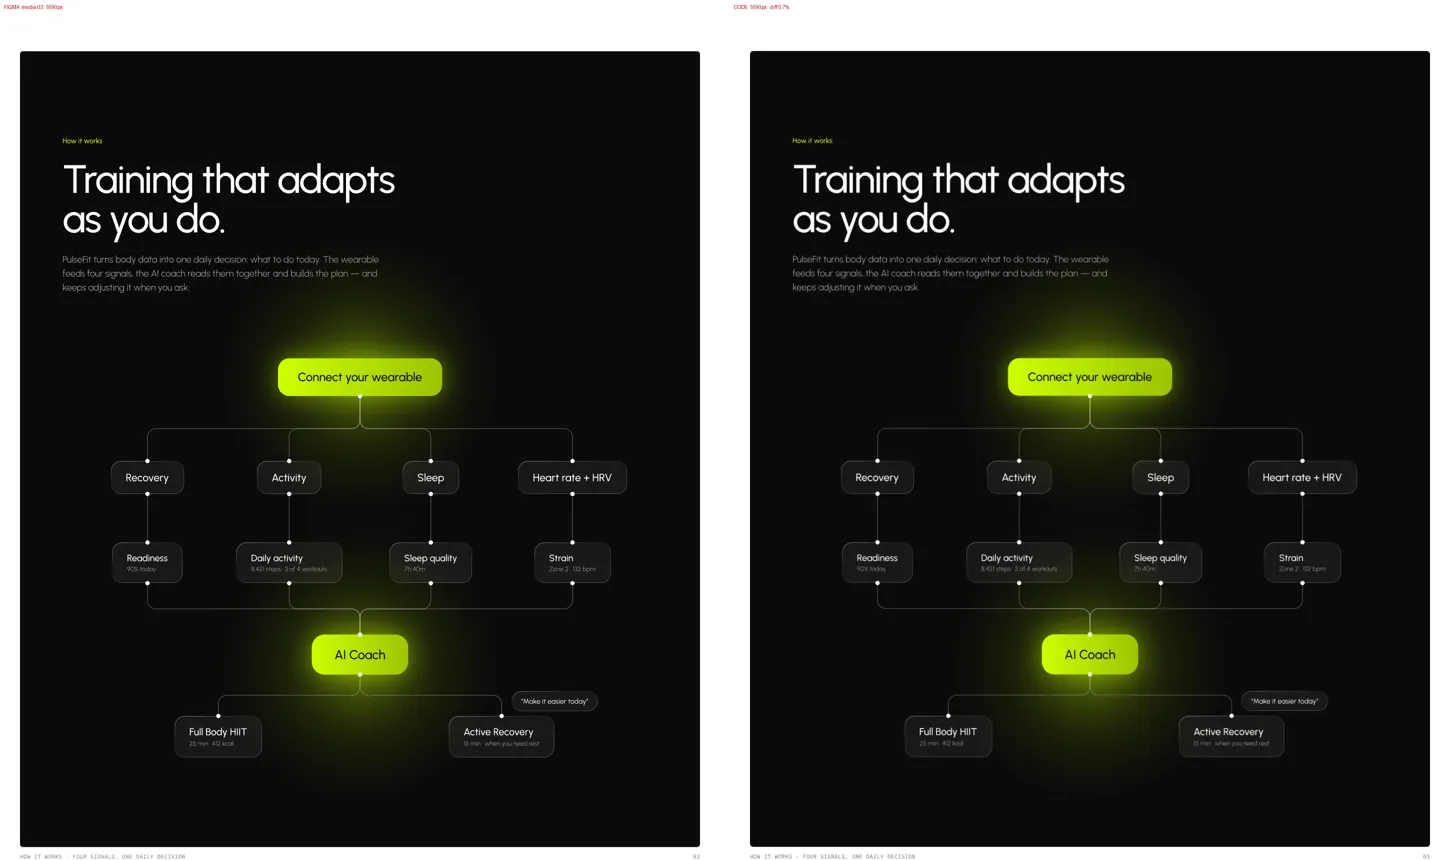 FIGMA media-03 1690px
CODE 1690px diff 0.7%
How it works
Training that adapts
as you do.
PulseFit turns body data into one daily decision: what to do today. The wearable
feeds four signals, the AI coach reads them together and builds the plan — and
keeps adjusting it when you ask.
Connect your wearable
Recovery
Activity
Sleep
Heart rate + HRV
Readiness
90% today
Daily activity
8,421 steps · 3 of 4 workouts
Sleep quality
7h 40m
Strain
Zone 2 · 132 bpm
AI Coach
"Make it easier today"
Full Body HIIT
25 min · 412 kcal
Active Recovery
15 min · when you need rest
HOW IT WORKS - FOUR SIGNALS, ONE DAILY DECISION
03
How it works
Training that adapts
as you do.
PulseFit turns body data into one daily decision: what to do today. The wearable
feeds four signals, the AI coach reads them together and builds the plan — and
keeps adjusting it when you ask.
Connect your wearable
Recovery
Activity
Sleep
Heart rate + HRV
Readiness
90% today
Daily activity
8,421 steps · 3 of 4 workouts
Sleep quality
7h 40m
Strain
Zone 2 · 132 bpm
AI Coach
"Make it easier today"
Full Body HIIT
25 min · 412 kcal
Active Recovery
15 min · when you need rest
HOW IT WORKS - FOUR SIGNALS, ONE DAILY DECISION
03